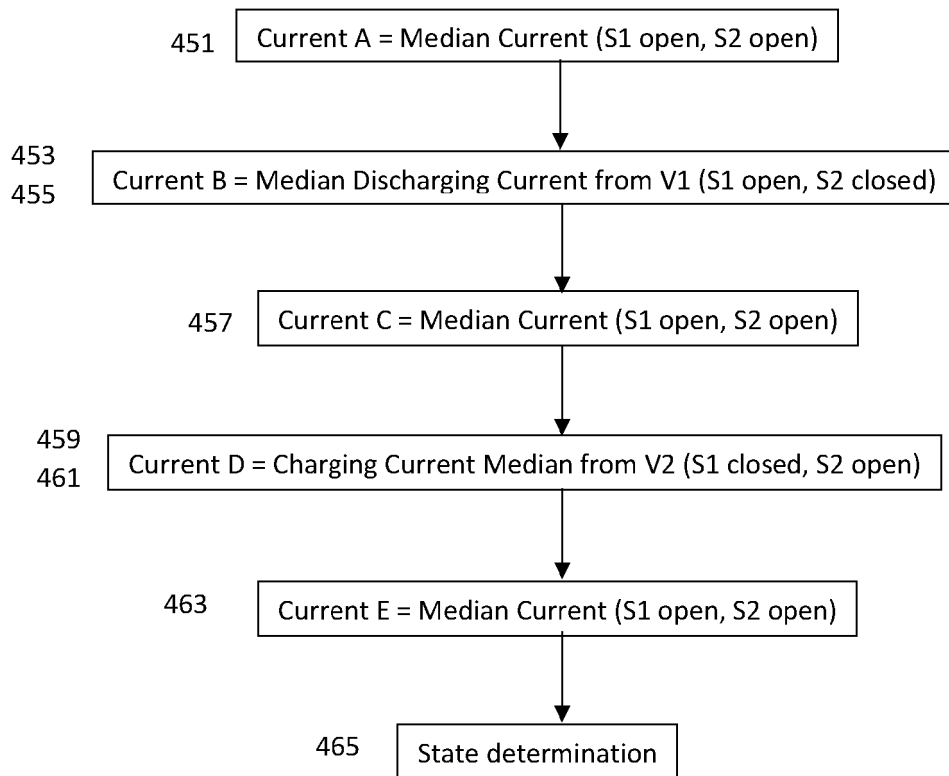 451
Current A = Median Current (S1 open, S2 open)
453
455
Current B = Median Discharging Current from V1 (S1 open, S2 closed)
457
Current C = Median Current (S1 open, S2 open)
459
461
Current D = Charging Current Median from V2 (S1 closed, S2 open)
463
Current E = Median Current (S1 open, S2 open)
465
State determination